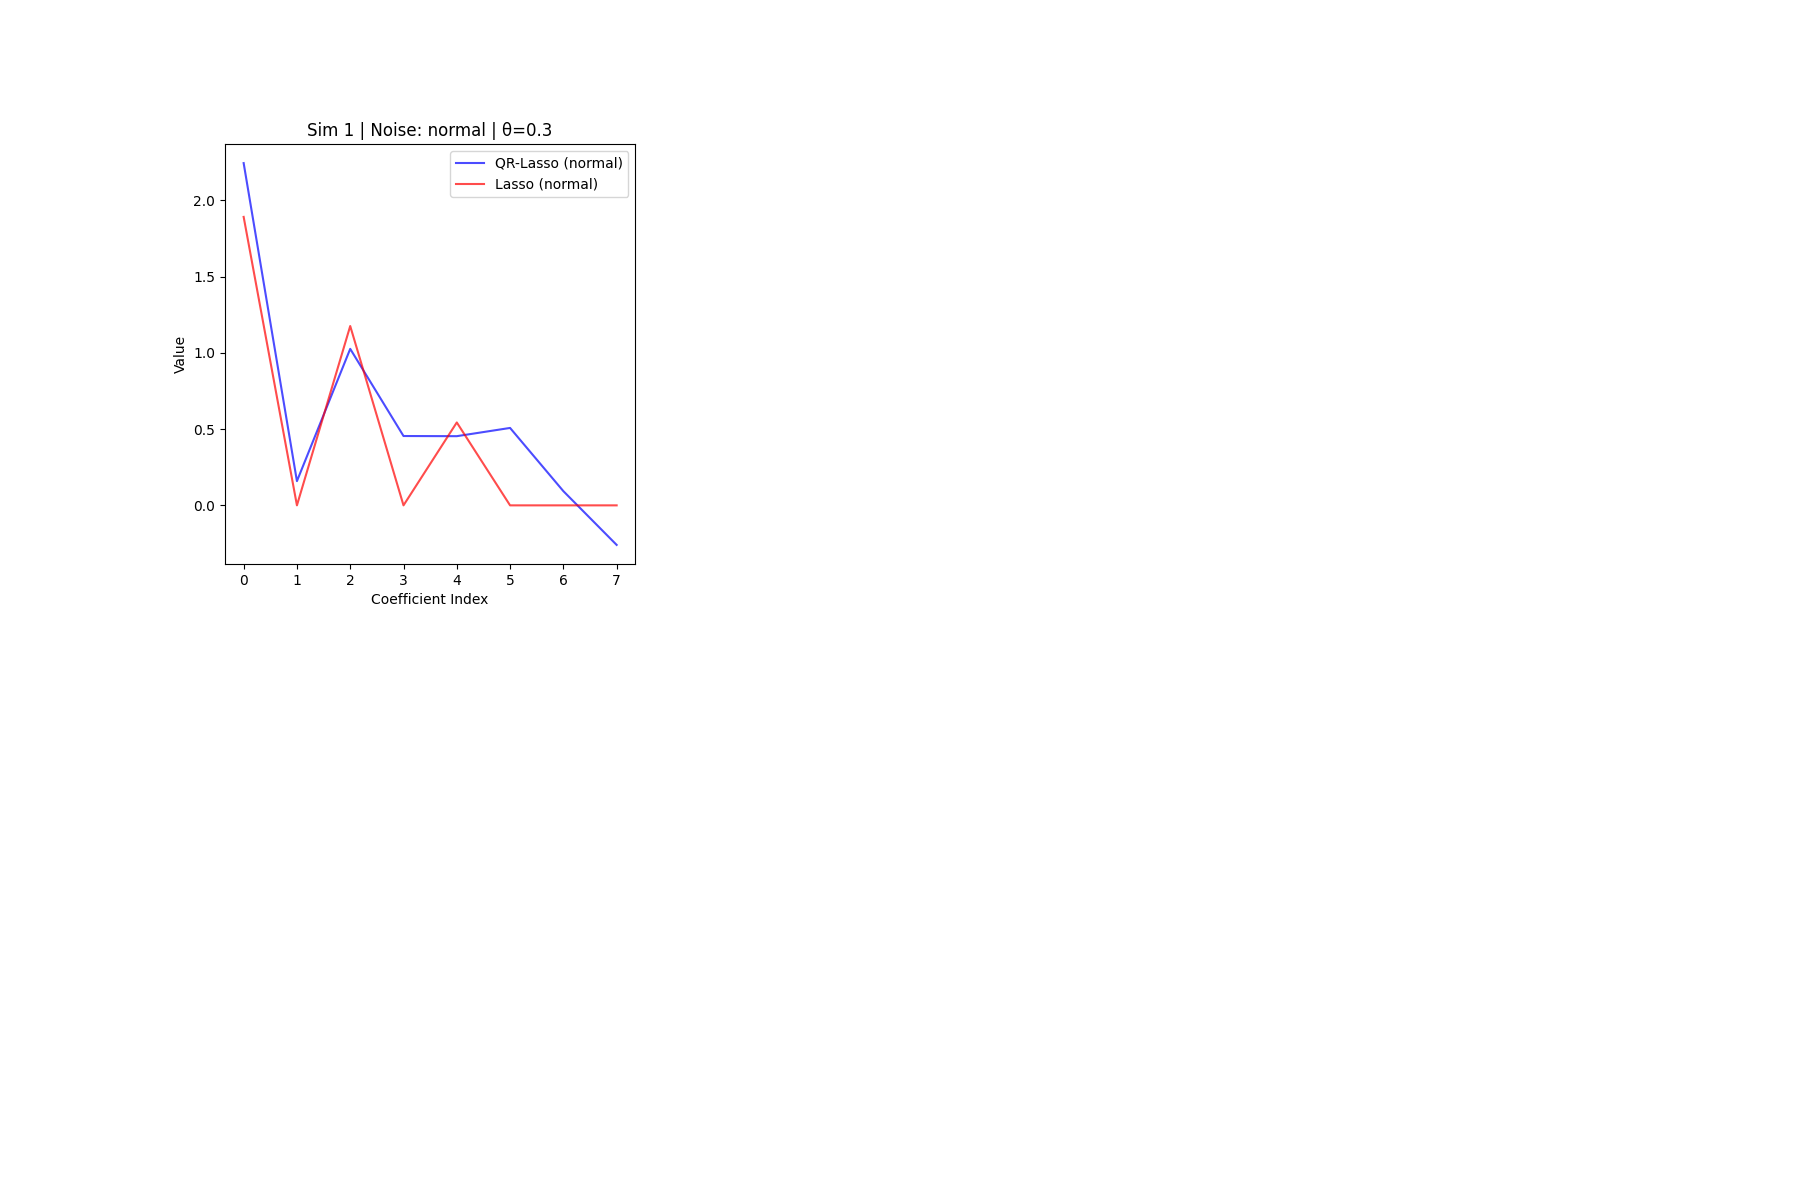 Sim 1 | Noise: normal | θ=0.3
QR-Lasso (normal)
Lasso (normal)
Value
2.0
1.5
1.0
0.5
0.0
0 1 2 3 4 5 6 7
Coefficient Index